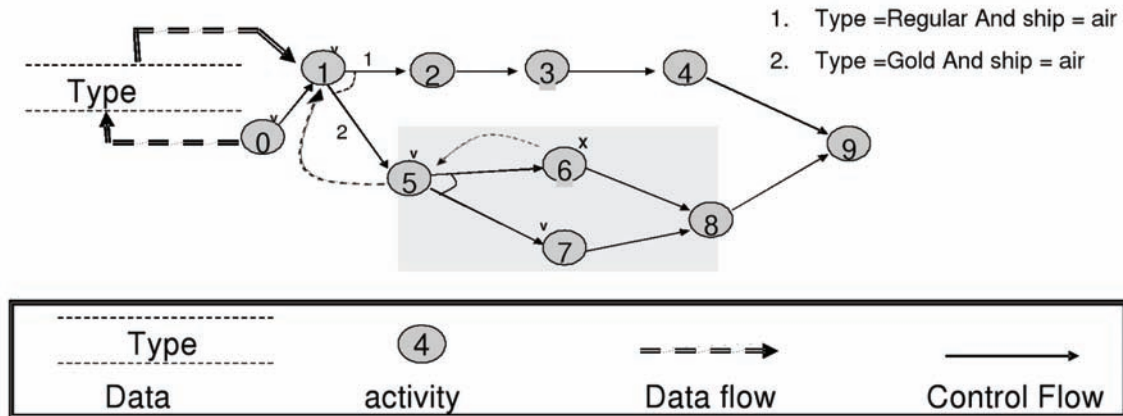 1. Type =Regular And ship = air
2. Type =Gold And ship = air
Type
v
1
1
2
3
4
v
0
2
9
v
5
x
6
8
v
7
Type
4
Data
activity
Data flow
Control Flow